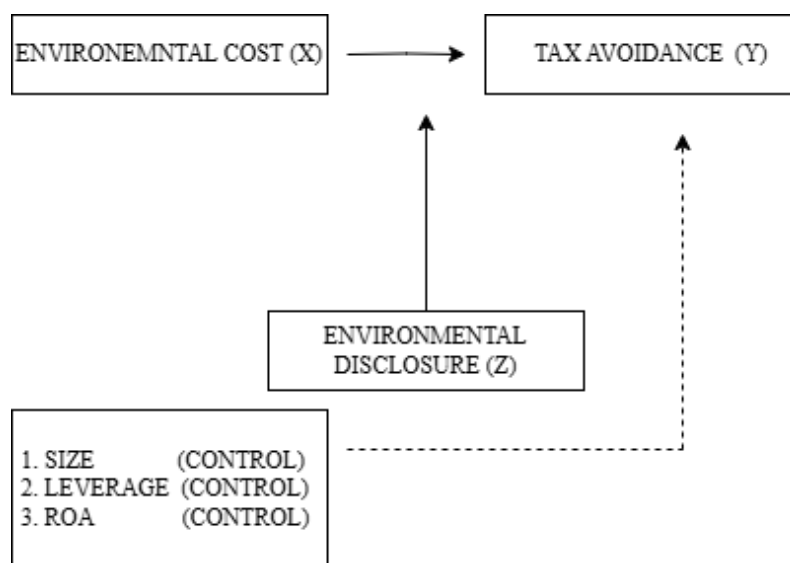 ENVIRONEMNTAL COST (X)
TAX AVOIDANCE (Y)
ENVIRONMENTAL
DISCLOSURE (Z)
1. SIZE (CONTROL)
2. LEVERAGE (CONTROL)
3. ROA (CONTROL)